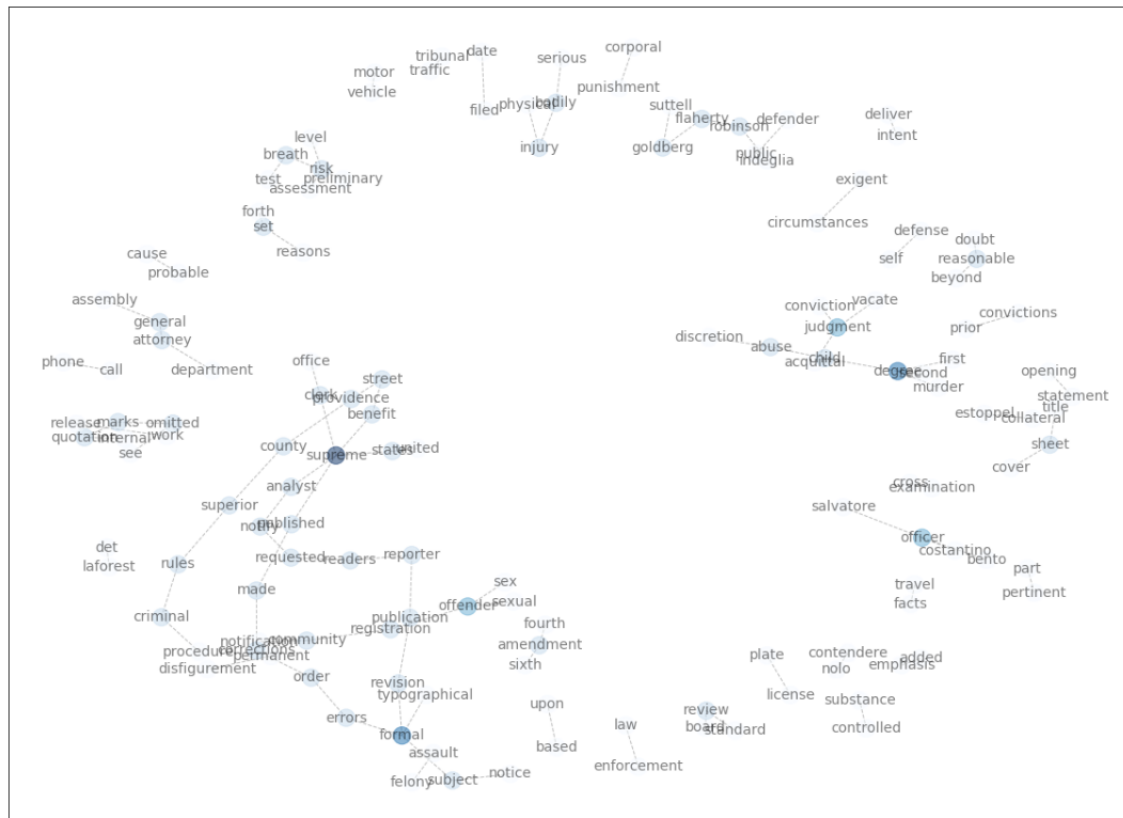 date
tribunal
traffic
serious
corporal
motor
vehicle
punishment
physical
bodily
filed
suttell
flaherty
defender
robinson
deliver
intent
level
breath
injury
goldberg
public
indeglia
risk
test
preliminary
assessment
exigent
forth
set
circumstances
reasons
defense
doubt
cause
self
reasonable
probable
beyond
assembly
conviction
vacate
general
judgment
convictions
attorney
discretion
prior
abuse
phone
office
child
first
call
department
acquittal
degree
second
opening
street
murder
clerk
providence
statement
release
marks
omitted
benefit
estoppel
title
quotation
internal
work
collateral
see
county
states
united
sheet
supreme
cover
analyst
cross
examination
superior
salvatore
notify
published
officer
det
costantino
laforest
rules
requested
readers
reporter
bento
part
made
sex
travel
pertinent
offender
sexual
facts
criminal
publication
fourth
registration
notification
community
amendment
procedure
corrections
permanent
contendere
added
disfigurement
plate
nolo
emphasis
sixth
order
revision
typographical
license
substance
upon
review
errors
law
board
standard
controlled
formal
based
assault
enforcement
felony
subject
notice